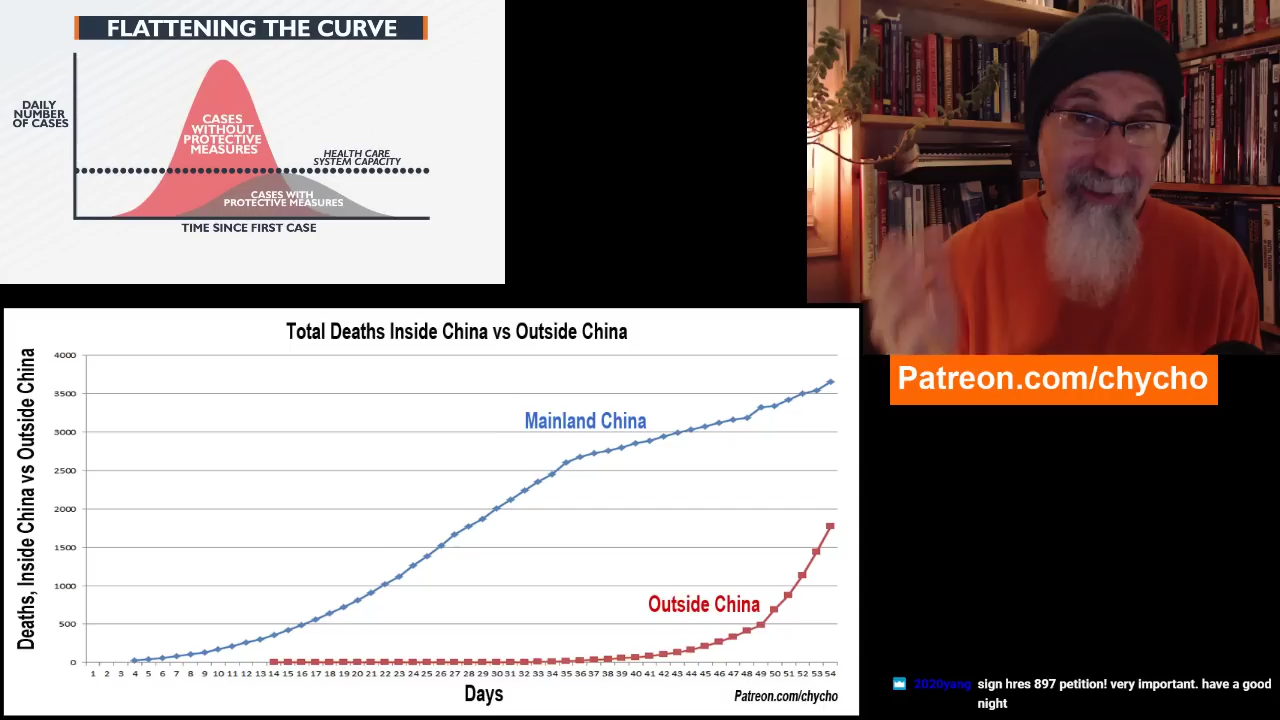 FLATTENING THE CURVE
DAILY
NUMBER
OF CASES
CASES
WITHOUT
PROTECTIVE
MEASURES
HEALTH CARE
SYSTEM CAPACITY
CASES WITH
PROTECTIVE MEASURES
TIME SINCE FIRST CASE
Patreon.com/chycho
Total Deaths Inside China vs Outside China
Deaths, Inside China vs Outside China
4000
3500
3000
2500
2000
1500
1000
500
0
Mainland China
Outside China
1 2 3 4 5 6 7 8 9 10 11 12 13 14 15 16 17 18 19 20 21 22 23 24 25 26 27 28 29 30 31 32 33 34 35 36 37 38 39 40 41 42 43 44 45 46 47 48 49 50 51 52 53 54
Days
Patreon.com/chycho
2020yang sign hres 897 petition! very important. have a good
night